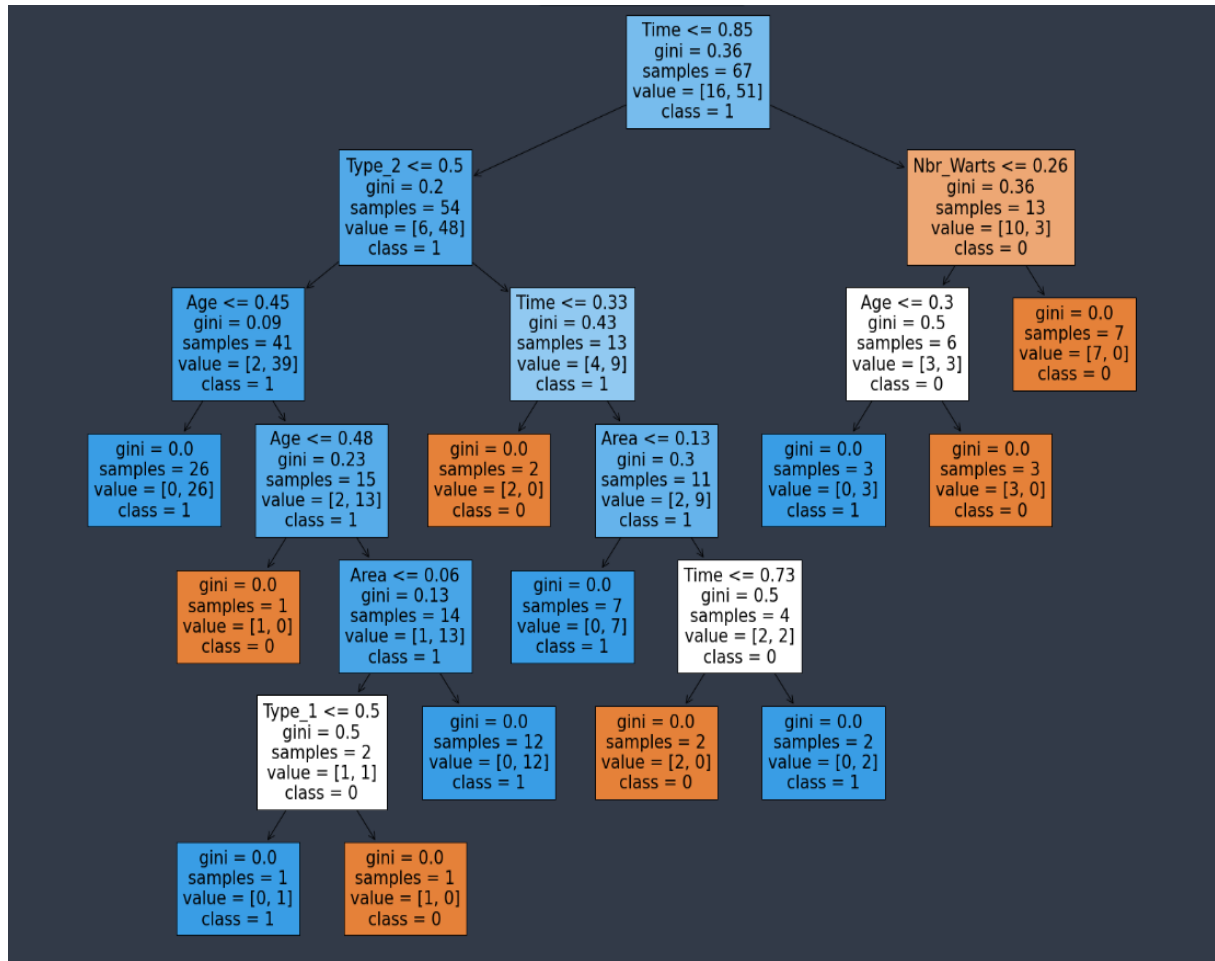 Time <= 0.85
gini = 0.36
samples = 67
value = [16, 51]
class = 1
Type_2 <= 0.5
gini = 0.2
samples = 54
value = [6, 48]
class = 1
Nbr_Warts <= 0.26
gini = 0.36
samples = 13
value = [10, 3]
class = 0
Age <= 0.45
gini = 0.09
samples = 41
value = [2, 39]
class = 1
Time <= 0.33
gini = 0.43
samples = 13
value = [4, 9]
class = 1
Age <= 0.3
gini = 0.5
samples = 6
value = [3, 3]
class = 0
gini = 0.0
samples = 7
value = [7, 0]
class = 0
gini = 0.0
samples = 26
value = [0, 26]
class = 1
Age <= 0.48
gini = 0.23
samples = 15
value = [2, 13]
class = 1
gini = 0.0
samples = 2
value = [2, 0]
class = 0
Area <= 0.13
gini = 0.3
samples = 11
value = [2, 9]
class = 1
gini = 0.0
samples = 3
value = [0, 3]
class = 1
gini = 0.0
samples = 3
value = [3, 0]
class = 0
gini = 0.0
samples = 1
value = [1, 0]
class = 0
Area <= 0.06
gini = 0.13
samples = 14
value = [1, 13]
class = 1
gini = 0.0
samples = 7
value = [0, 7]
class = 1
Time <= 0.73
gini = 0.5
samples = 4
value = [2, 2]
class = 0
Type_1 <= 0.5
gini = 0.5
samples = 2
value = [1, 1]
class = 0
gini = 0.0
samples = 12
value = [0, 12]
class = 1
gini = 0.0
samples = 2
value = [2, 0]
class = 0
gini = 0.0
samples = 2
value = [0, 2]
class = 1
gini = 0.0
samples = 1
value = [0, 1]
class = 1
gini = 0.0
samples = 1
value = [1, 0]
class = 0